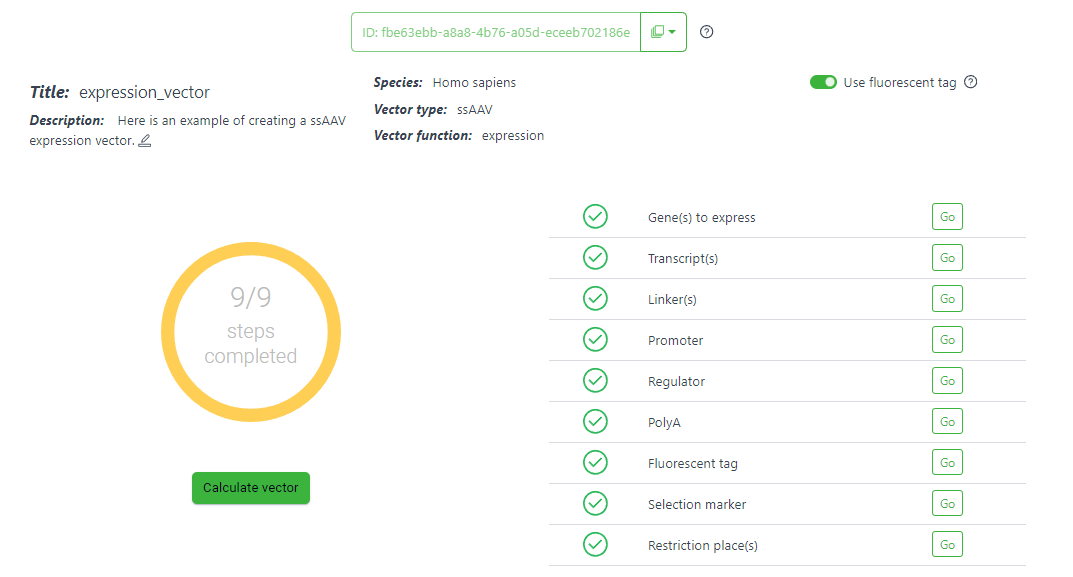 ID: fbe63ebb-a8a8-4b76-a05d-eceeb702186e
Title: expression_vector
Description: Here is an example of creating a ssAAV
expression vector.
Species: Homo sapiens
Vector type: ssAAV
Vector function: expression
Use fluorescent tag
9/9
steps
completed
Calculate vector
Gene(s) to express Go
Transcript(s) Go
Linker(s) Go
Promoter Go
Regulator Go
PolyA Go
Fluorescent tag Go
Selection marker Go
Restriction place(s) Go